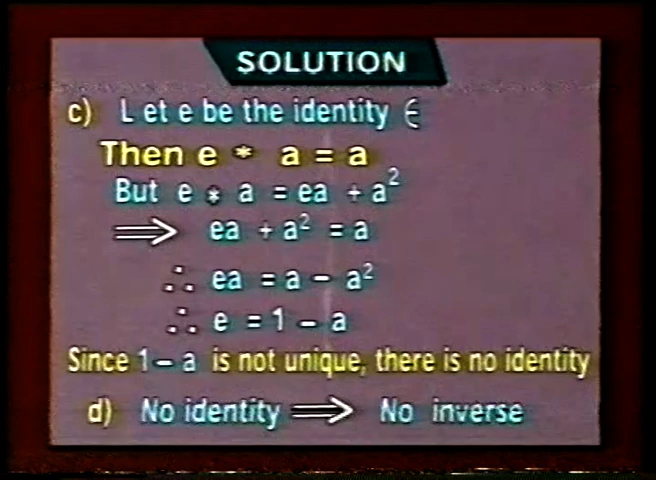 SOLUTION
c) Let e be the identity ∈
Then e * a = a
But e * a = ea + a²
⟹ ea + a² = a
∴ ea = a – a²
∴ e = 1 – a
Since 1 – a is not unique, there is no identity
d) No identity ⟹ No inverse